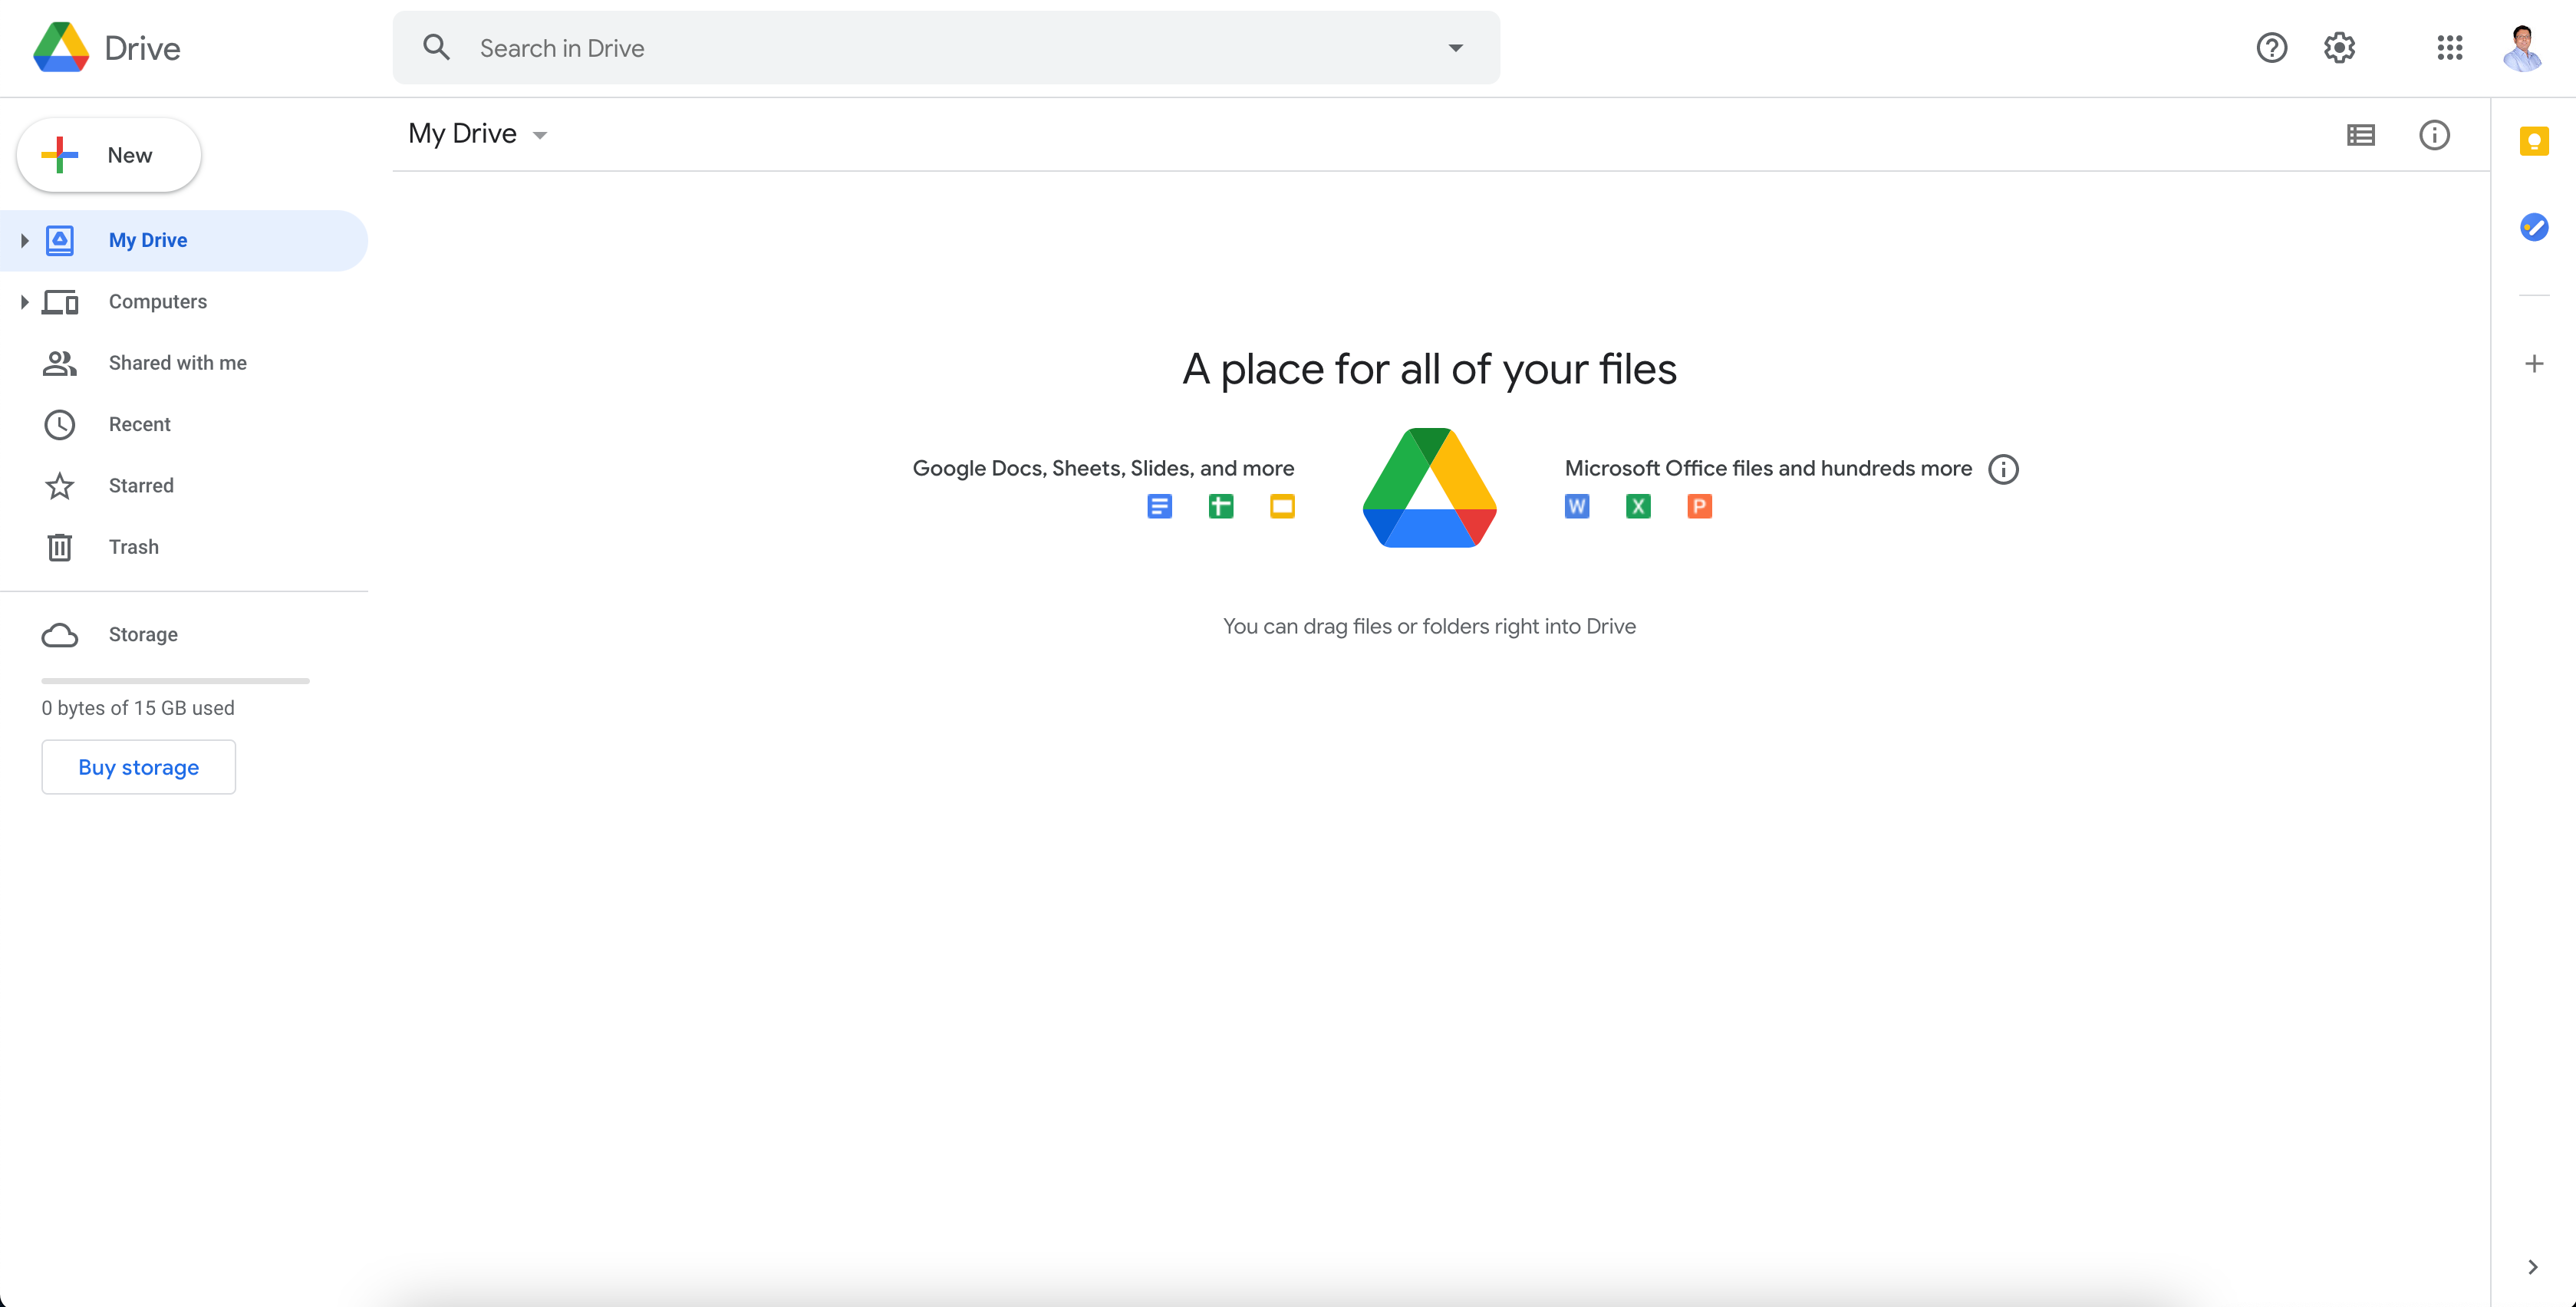 Drive
Search in Drive
New
My Drive
My Drive
Computers
Shared with me
Recent
Starred
Trash
Storage
0 bytes of 15 GB used
Buy storage
A place for all of your files
Google Docs, Sheets, Slides, and more
Microsoft Office files and hundreds more
W X P
You can drag files or folders right into Drive